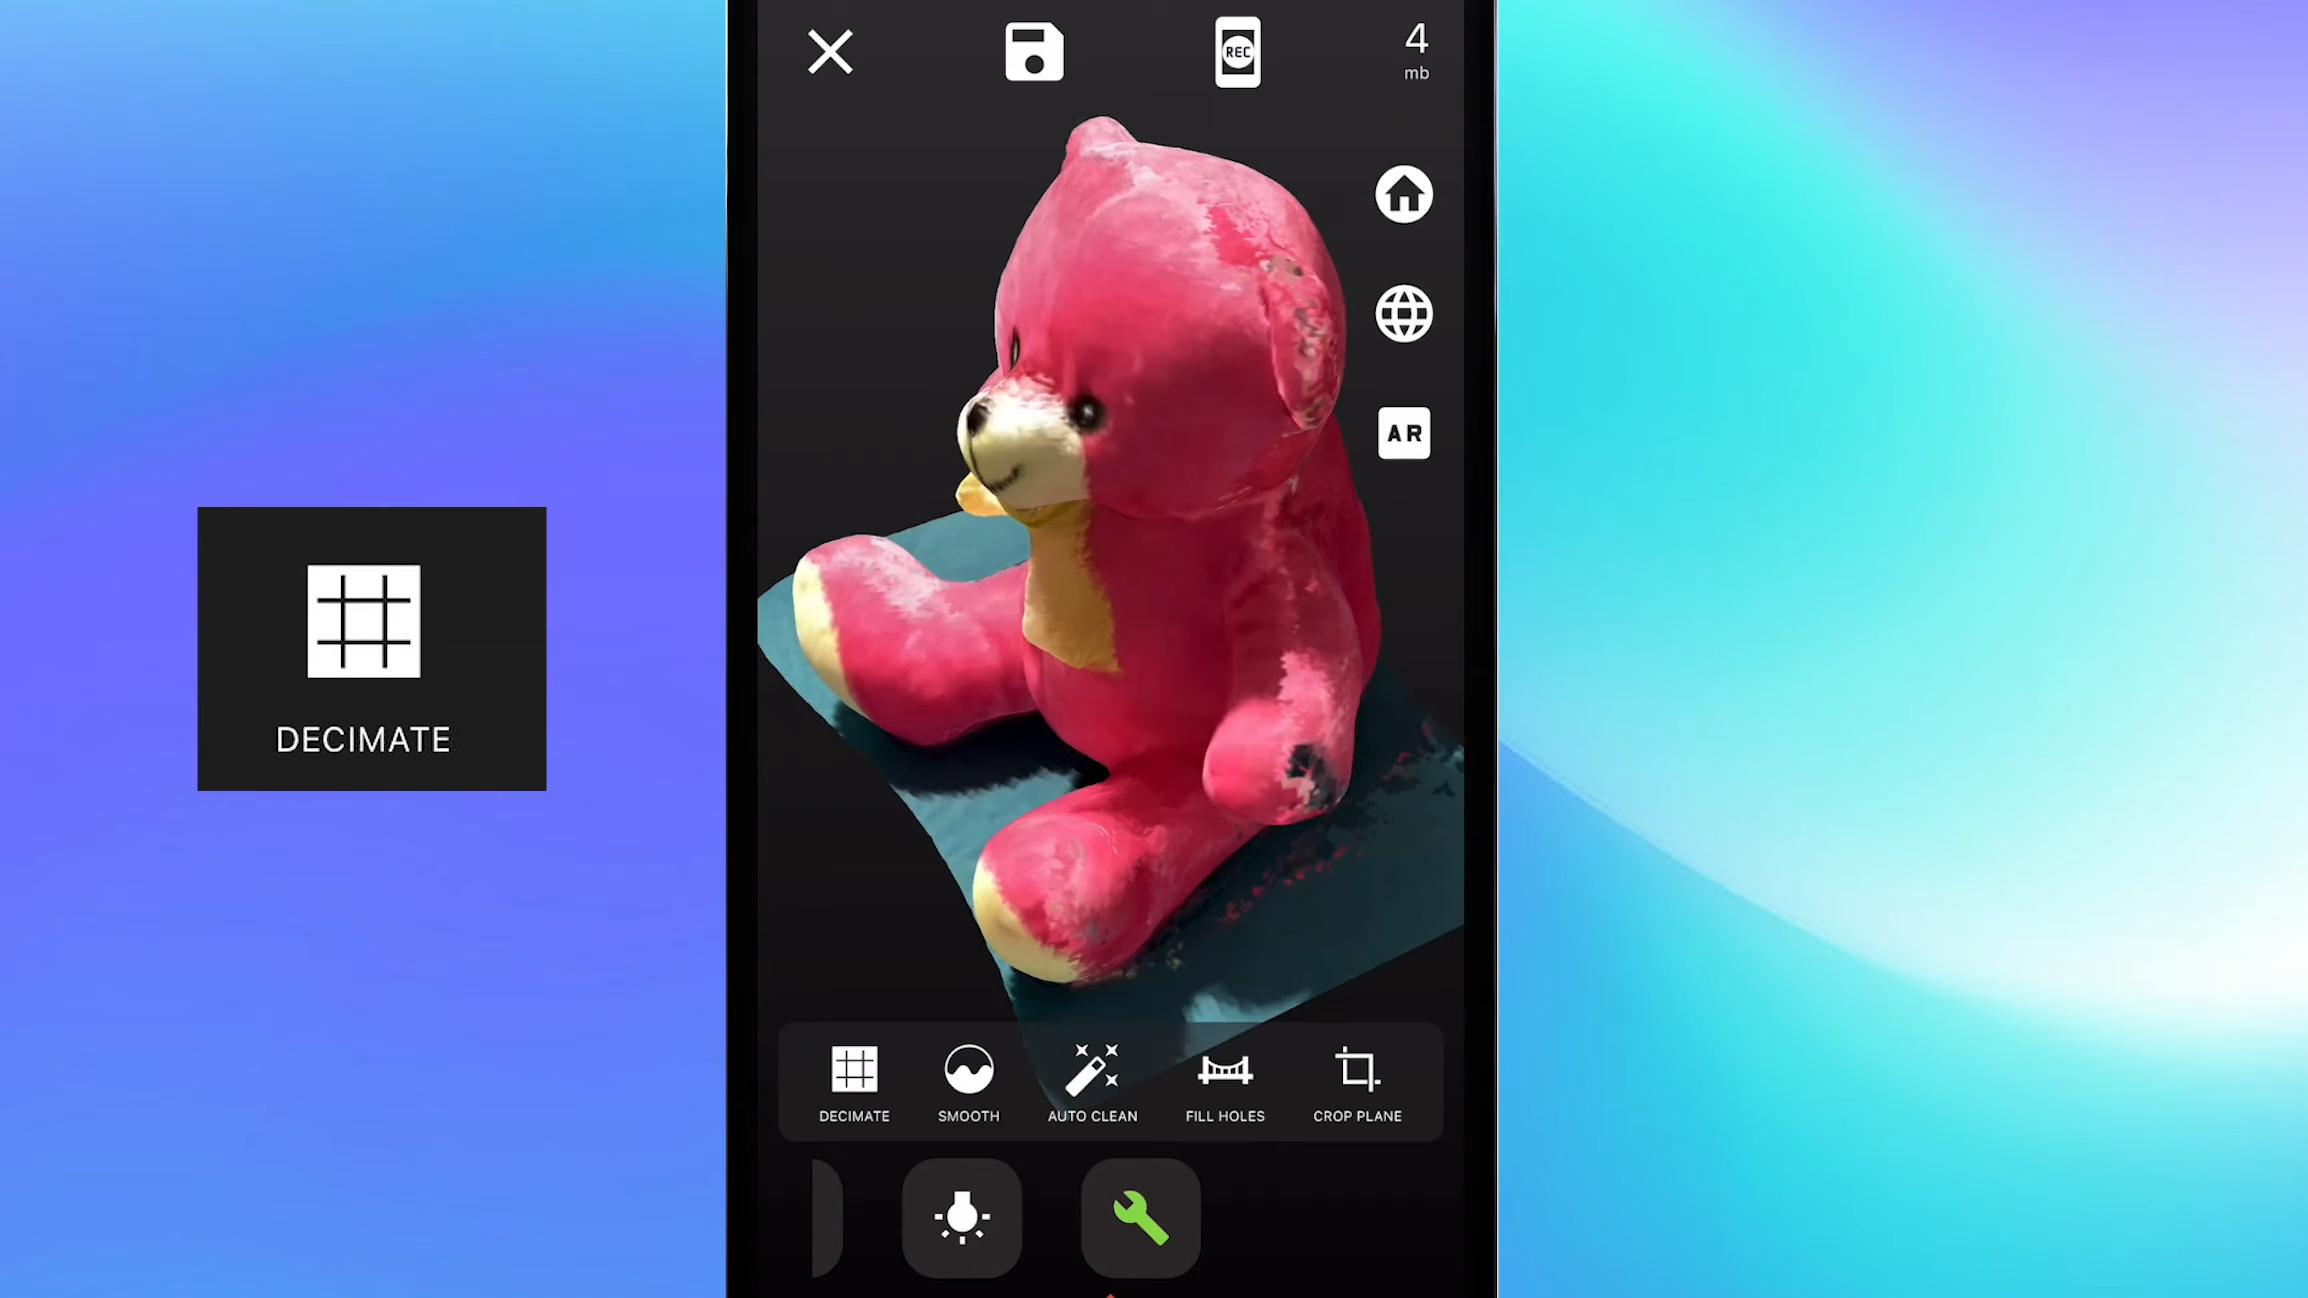 REC
4
mb
AR
DECIMATE
DECIMATE
SMOOTH
AUTO CLEAN
FILL HOLES
CROP PLANE